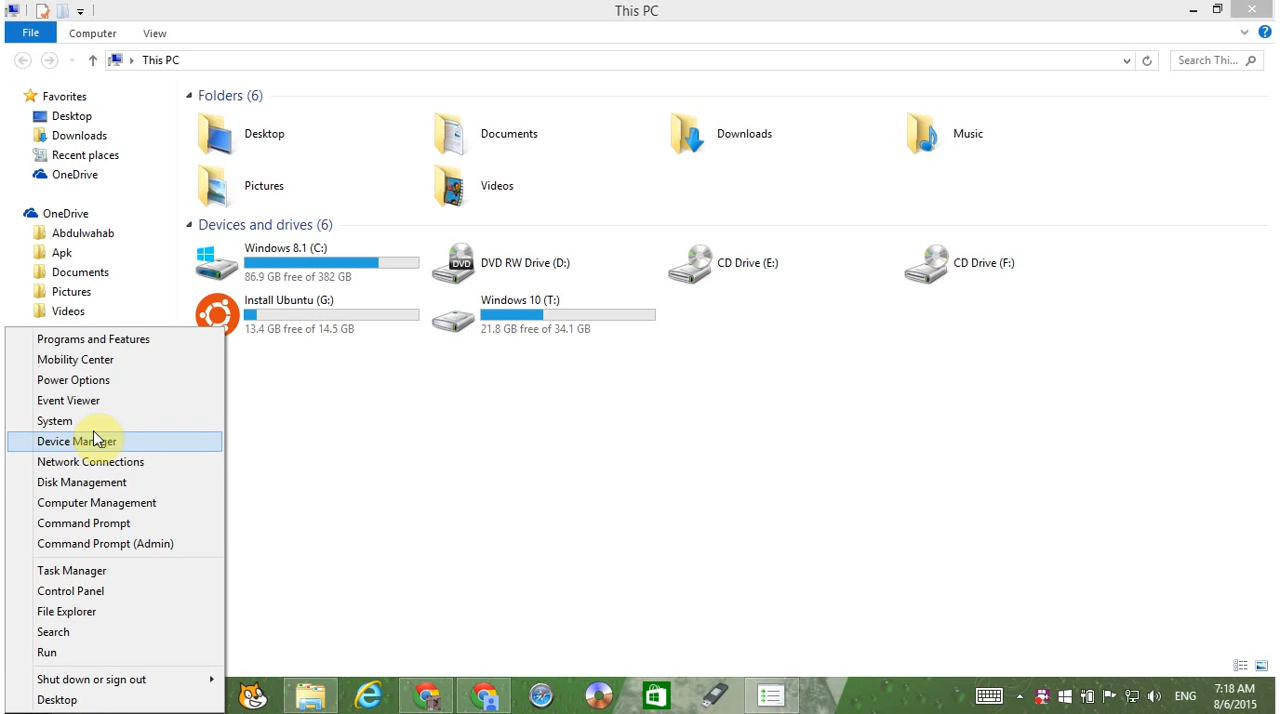 This PC
File
Computer
View
This PC
Search Thi...
Favorites
Desktop
Downloads
Recent places
OneDrive
OneDrive
Abdulwahab
Apk
Documents
Pictures
Videos
Folders (6)
Desktop
Documents
Downloads
Music
Pictures
Videos
Devices and drives (6)
Windows 8.1 (C:)
86.9 GB free of 382 GB
DVD
DVD RW Drive (D:)
CD Drive (E:)
CD Drive (F:)
Install Ubuntu (G:)
13.4 GB free of 14.5 GB
Windows 10 (T:)
21.8 GB free of 34.1 GB
Programs and Features
Mobility Center
Power Options
Event Viewer
System
Device Manager
Network Connections
Disk Management
Computer Management
Command Prompt
Command Prompt (Admin)
Task Manager
Control Panel
File Explorer
Search
Run
Shut down or sign out
Desktop
ENG
7:18 AM
8/6/2015